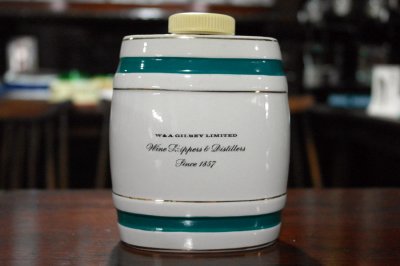 W&A GILBEY LIMITED
Wine Shippers & Distillers
Since 1857